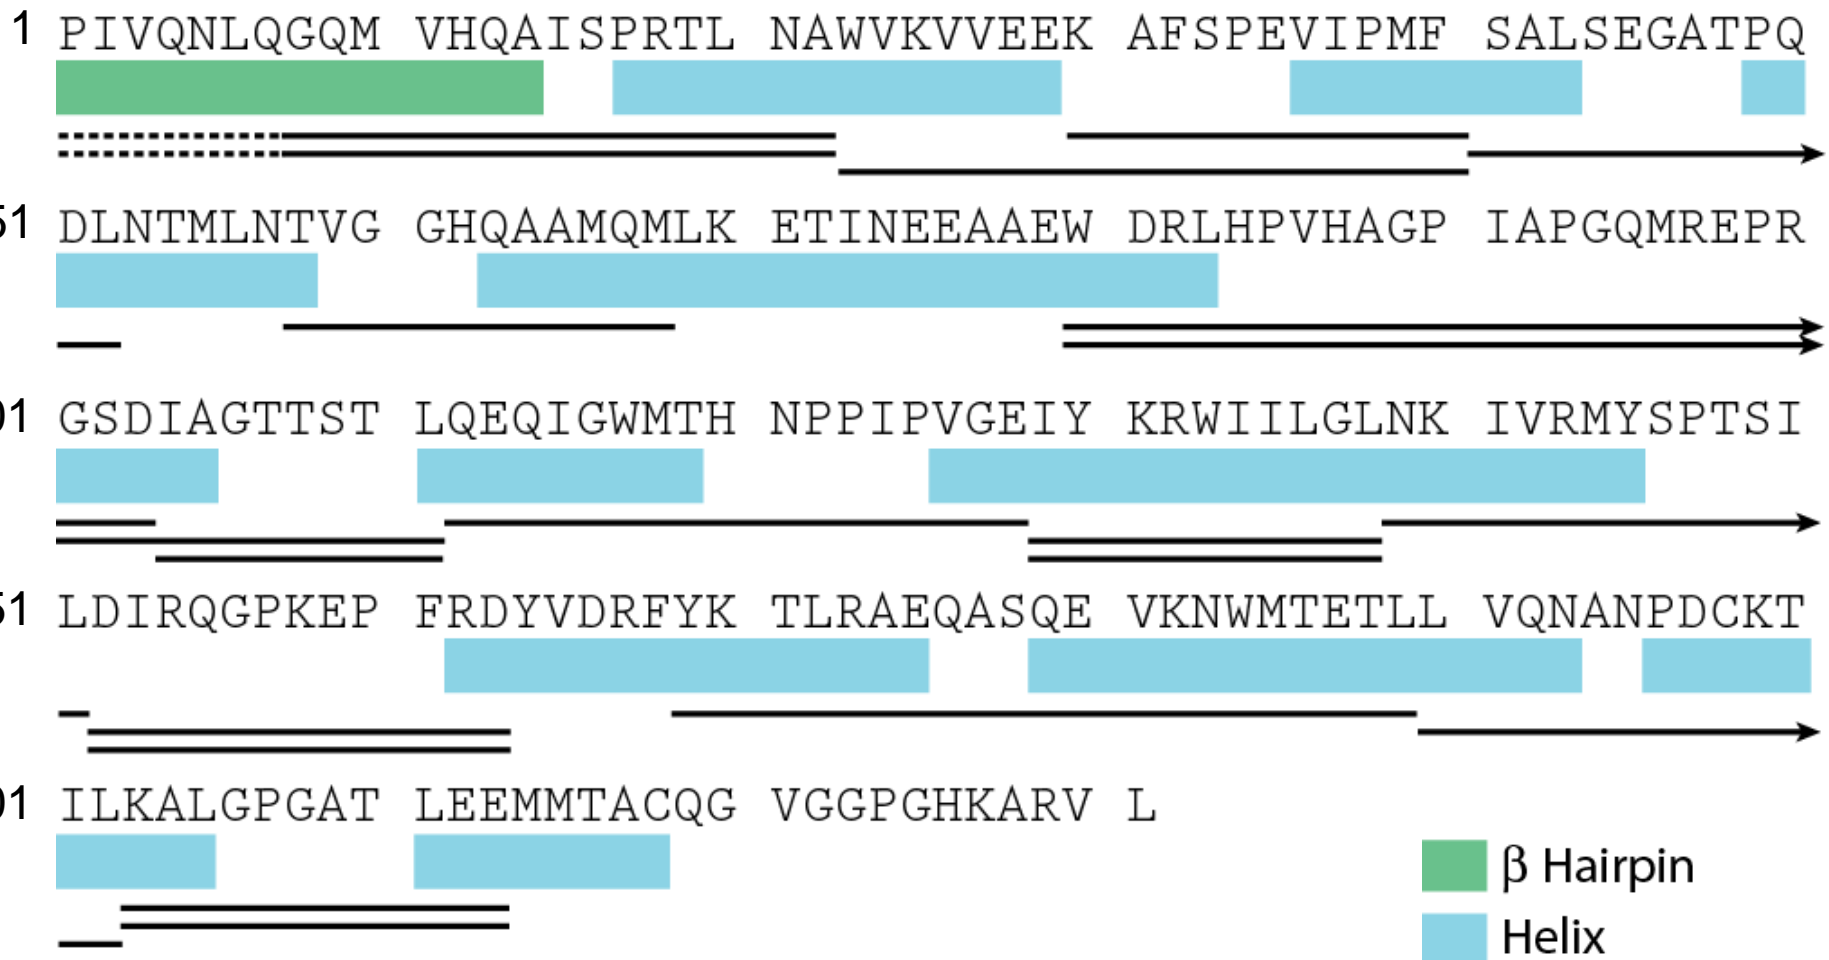 1 PIVQNLQGQM VHQAISPRTL NAWVKVVEEK AFSPEVIPMF SALSEGATPQ
51 DLNTMLNTVG GHQAAMQMLK ETINEEAAEW DRLHPVHAGP IAPGQMREPR
01 GSDIAGTTST LQEQIGWMTH NPPIPVGEIY KRWIILGLNK IVRMYSPTSI
51 LDIRQGPKEP FRDYVDRFYK TLRAEQASQE VKNWMTETLL VQNANPDCKT
01 ILKALGPGAT LEEMMTACQG VGGPGHKARV L
β Hairpin
Helix